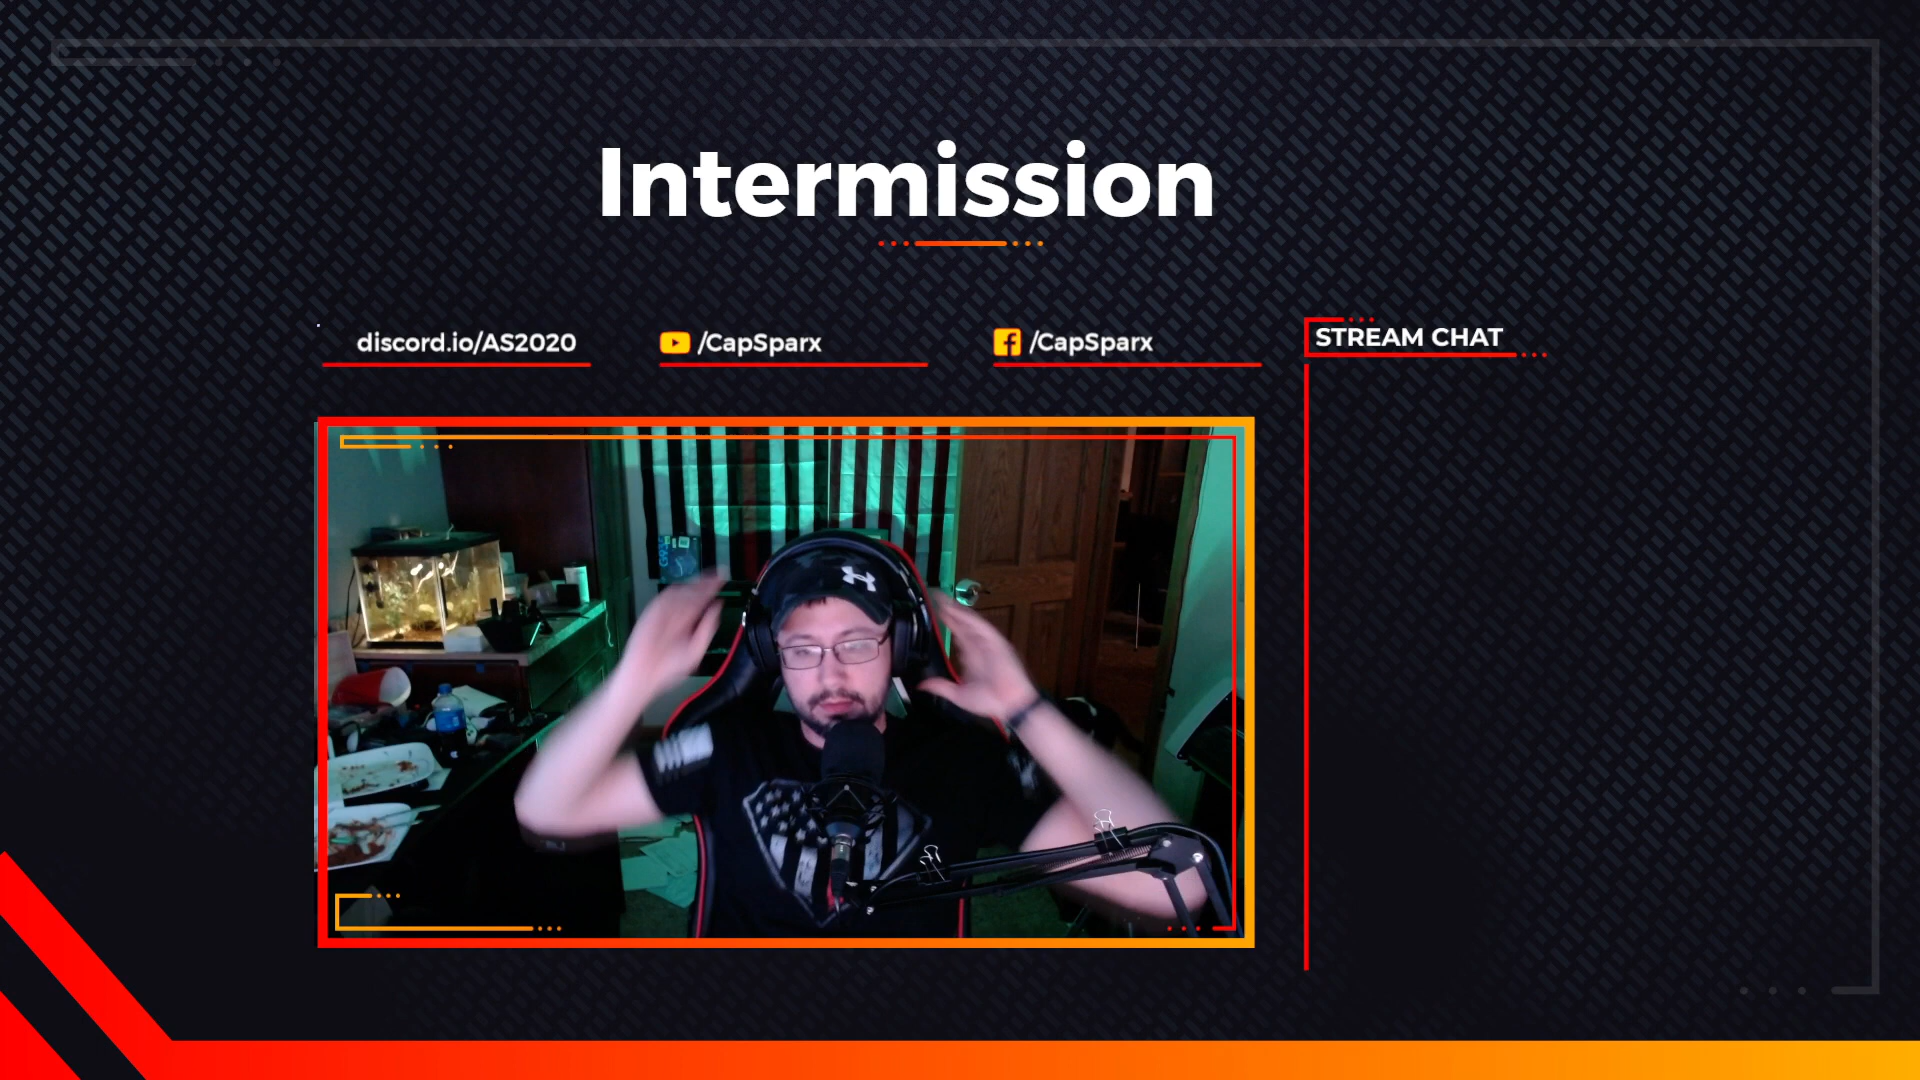 Intermission
discord.io/AS2020
/CapSparx
/CapSparx
STREAM CHAT